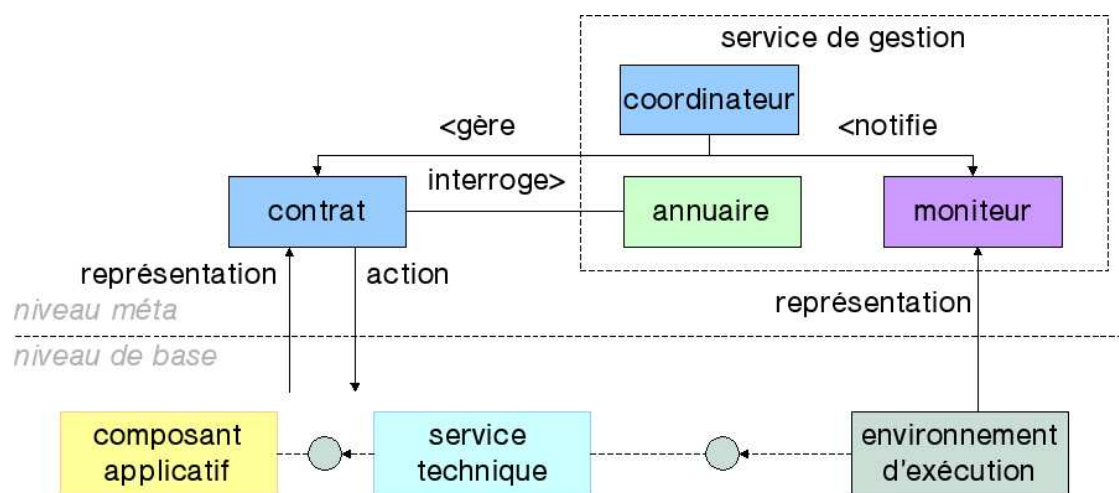 service de gestion
coordinateur
<gère
<notifie
interroge>
contrat
annuaire
moniteur
représentation
action
représentation
niveau méta
niveau de base
composant
applicatif
service
technique
environnement
d'exécution